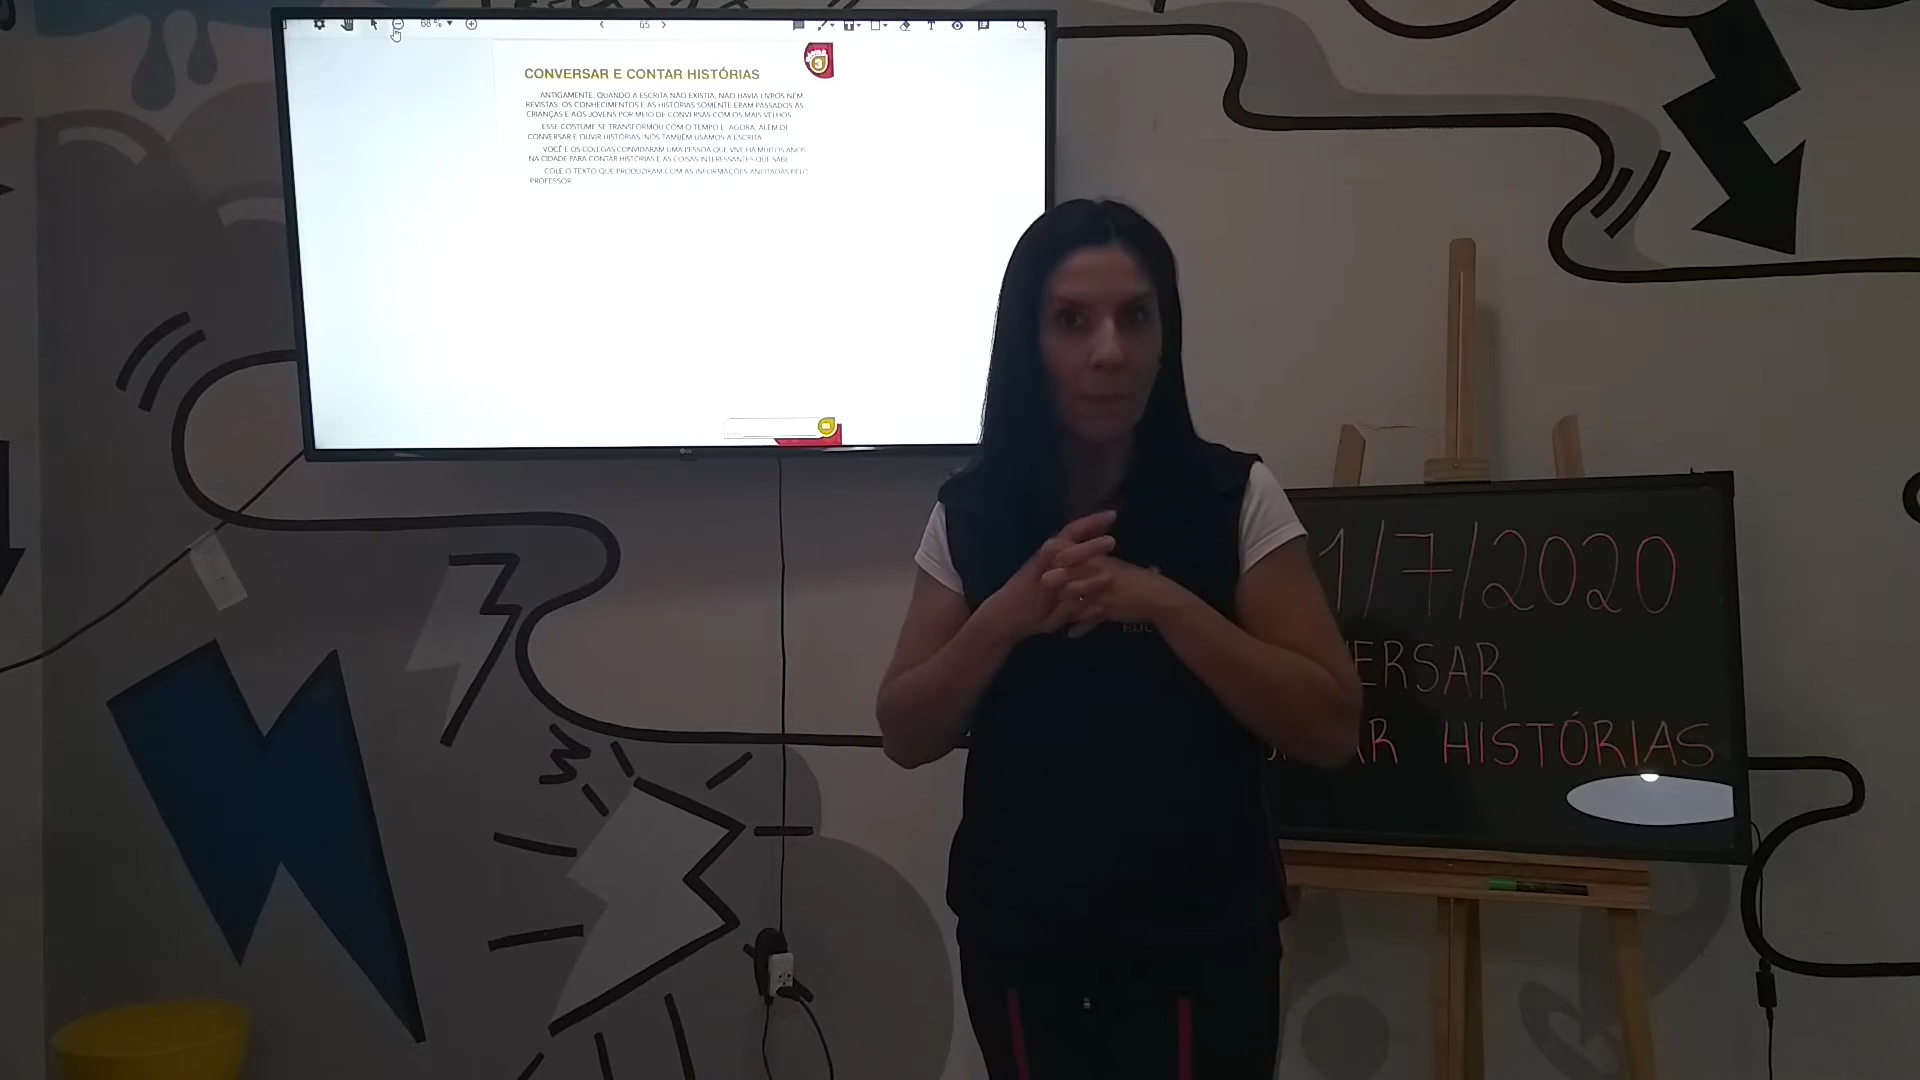 68 %
65
CONVERSAR E CONTAR HISTÓRIAS
3
ANTIGAMENTE, QUANDO A ESCRITA NÃO EXISTIA, NÃO HAVIA LIVROS NEM
REVISTAS. OS CONHECIMENTOS E AS HISTÓRIAS SOMENTE ERAM PASSADOS ÀS
CRIANÇAS E AOS JOVENS POR MEIO DE CONVERSAS COM OS MAIS VELHOS.
ESSE COSTUME SE TRANSFORMOU COM O TEMPO E, AGORA, ALÉM DE
CONVERSAR E OUVIR HISTÓRIAS, NÓS TAMBÉM USAMOS A ESCRITA.
VOCÊ E OS COLEGAS CONVIDARAM UMA PESSOA QUE VIVE HÁ MUITOS ANOS
NA CIDADE PARA CONTAR HISTÓRIAS E AS COISAS INTERESSANTES QUE SABE.
COLE O TEXTO QUE PRODUZIRAM COM AS INFORMAÇÕES ANOTADAS PELO
PROFESSOR.
LG
1/7/2020
ERSAR
AR HISTÓRIAS